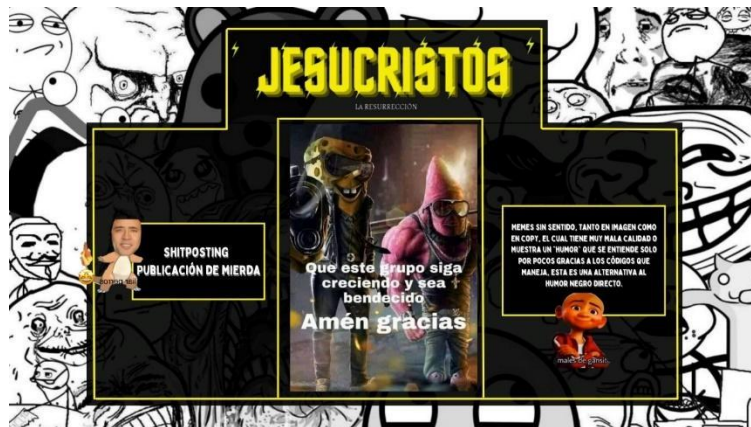 JESUCRISTOS
LA RESURRECCIÓN
SHITPOSTING
PUBLICACIÓN DE MIERDA
Que este grupo siga
creciendo y sea
bendecido
Amén gracias
MEMES SIN SENTIDO, TANTO EN IMAGEN COMO
EN COPY, EL CUAL TIENE MUY MALA CALIDAD O
MUESTRA UN "HUMOR" QUE SE ENTIENDE SOLO
POR POCOS GRACIAS A LOS CÓDIGOS QUE
MANEJA, ESTA ES UNA ALTERNATIVA AL
HUMOR NEGRO DIRECTO.
males de gansit